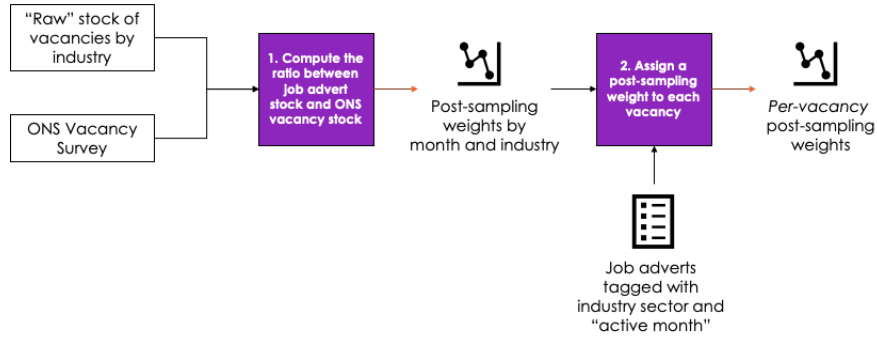 “Raw” stock of
vacancies by
industry
ONS Vacancy
Survey
1. Compute the
ratio between
job advert
stock and ONS
vacancy stock
Post-sampling
weights by
month and industry
2. Assign a
post-sampling
weight to each
vacancy
Per-vacancy
post-sampling
weights
Job adverts
tagged with
industry sector and
“active month”